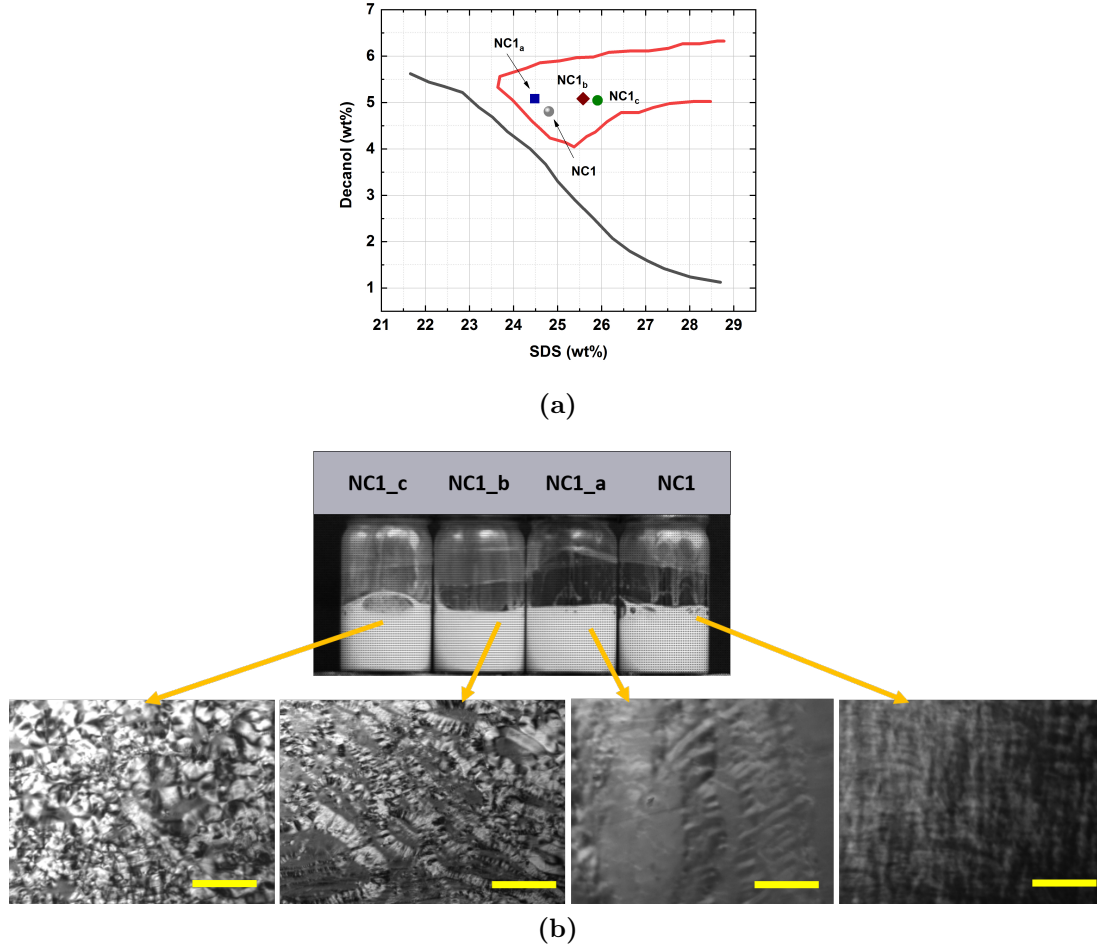 7
6
5
4
3
2
1
Decanol (wt%)
NC1a
NC1b
NC1c
NC1
21 22 23 24 25 26 27 28 29
SDS (wt%)
(a)
NC1_c NC1_b NC1_a NC1
(b)